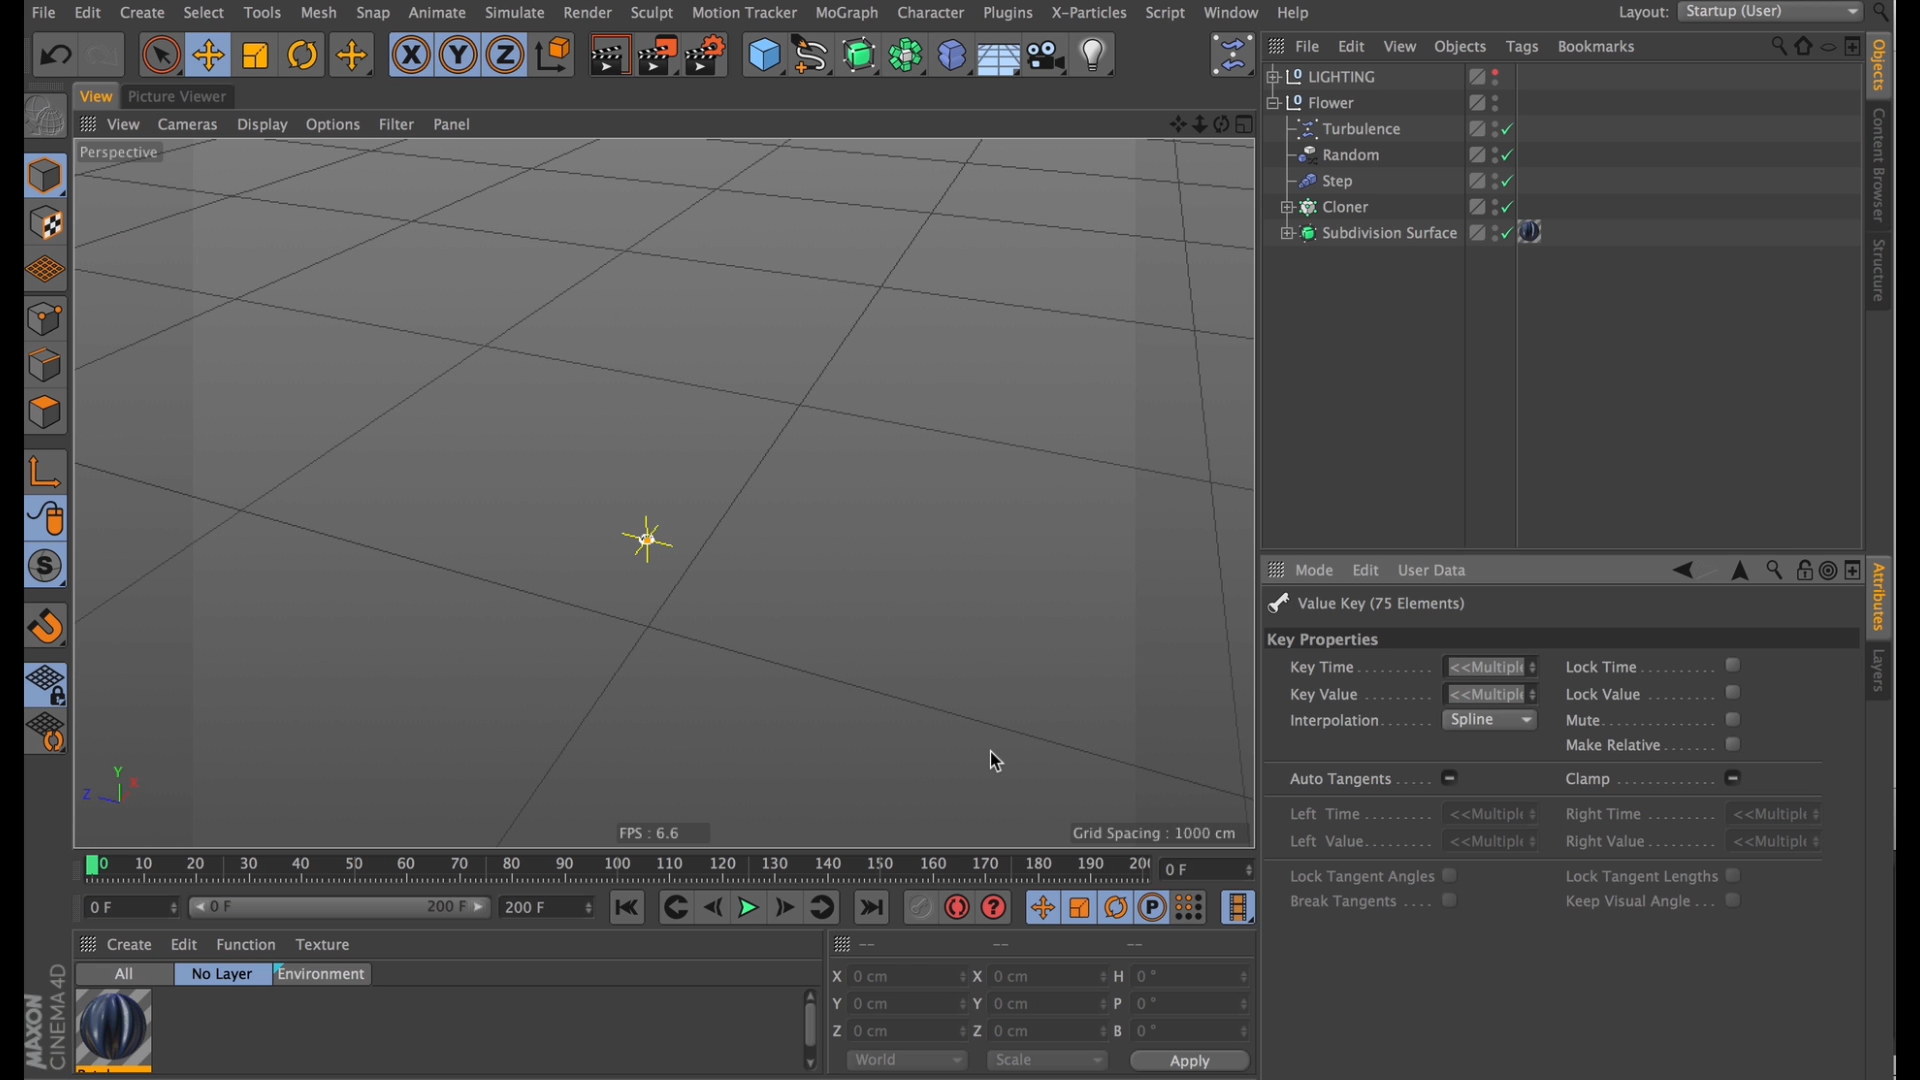 File Edit Create Select Tools Mesh Snap Animate Simulate Render Sculpt Motion Tracker MoGraph Character Plugins X-Particles Script Window Help Layout: Startup (User)
View Picture Viewer
View Cameras Display Options Filter Panel
Perspective
Y
X
Z
FPS : 6.6
Grid Spacing : 1000 cm
0 10 20 30 40 50 60 70 80 90 100 110 120 130 140 150 160 170 180 190 0 F
0 F 0 F 200 F 200 F
Create Edit Function Texture
All No Layer Environment
-- -- --
X 0 cm X 0 cm H 0 °
Y 0 cm Y 0 cm P 0 °
Z 0 cm Z 0 cm B 0 °
World Scale Apply
MAXON
CINEMA 4D
File Edit View Objects Tags Bookmarks
LIGHTING
Flower
Turbulence
Random
Step
Cloner
Subdivision Surface
Objects
Content Browser
Structure
Mode Edit User Data
Value Key (75 Elements)
Key Properties
Key Time <<Multiple Lock Time
Key Value <<Multiple Lock Value
Interpolation Spline Mute
Make Relative
Auto Tangents Clamp
Left Time <<Multiple Right Time <<Multiple
Left Value <<Multiple Right Value <<Multiple
Lock Tangent Angles Lock Tangent Lengths
Break Tangents Keep Visual Angle
Attributes
Layers